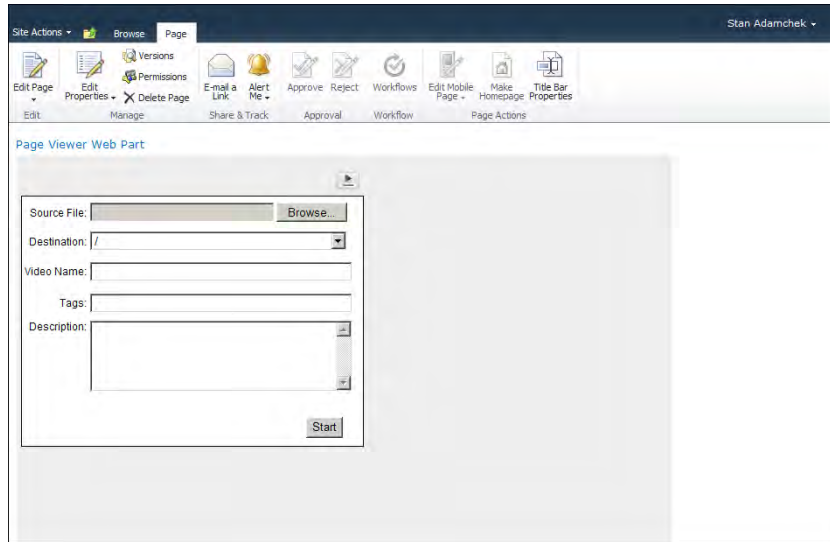 Stan Adamchek
Site Actions Browse Page
Edit Page
Edit Properties
Versions
Permissions
Delete Page
E-mail a Link
Alert Me
Approve
Reject
Workflows
Edit Mobile Page
Make Homepage
Title Bar Properties
Edit Manage Share & Track Approval Workflow Page Actions
Page Viewer Web Part
Source File: Browse...
Destination: /
Video Name:
Tags:
Description:
Start